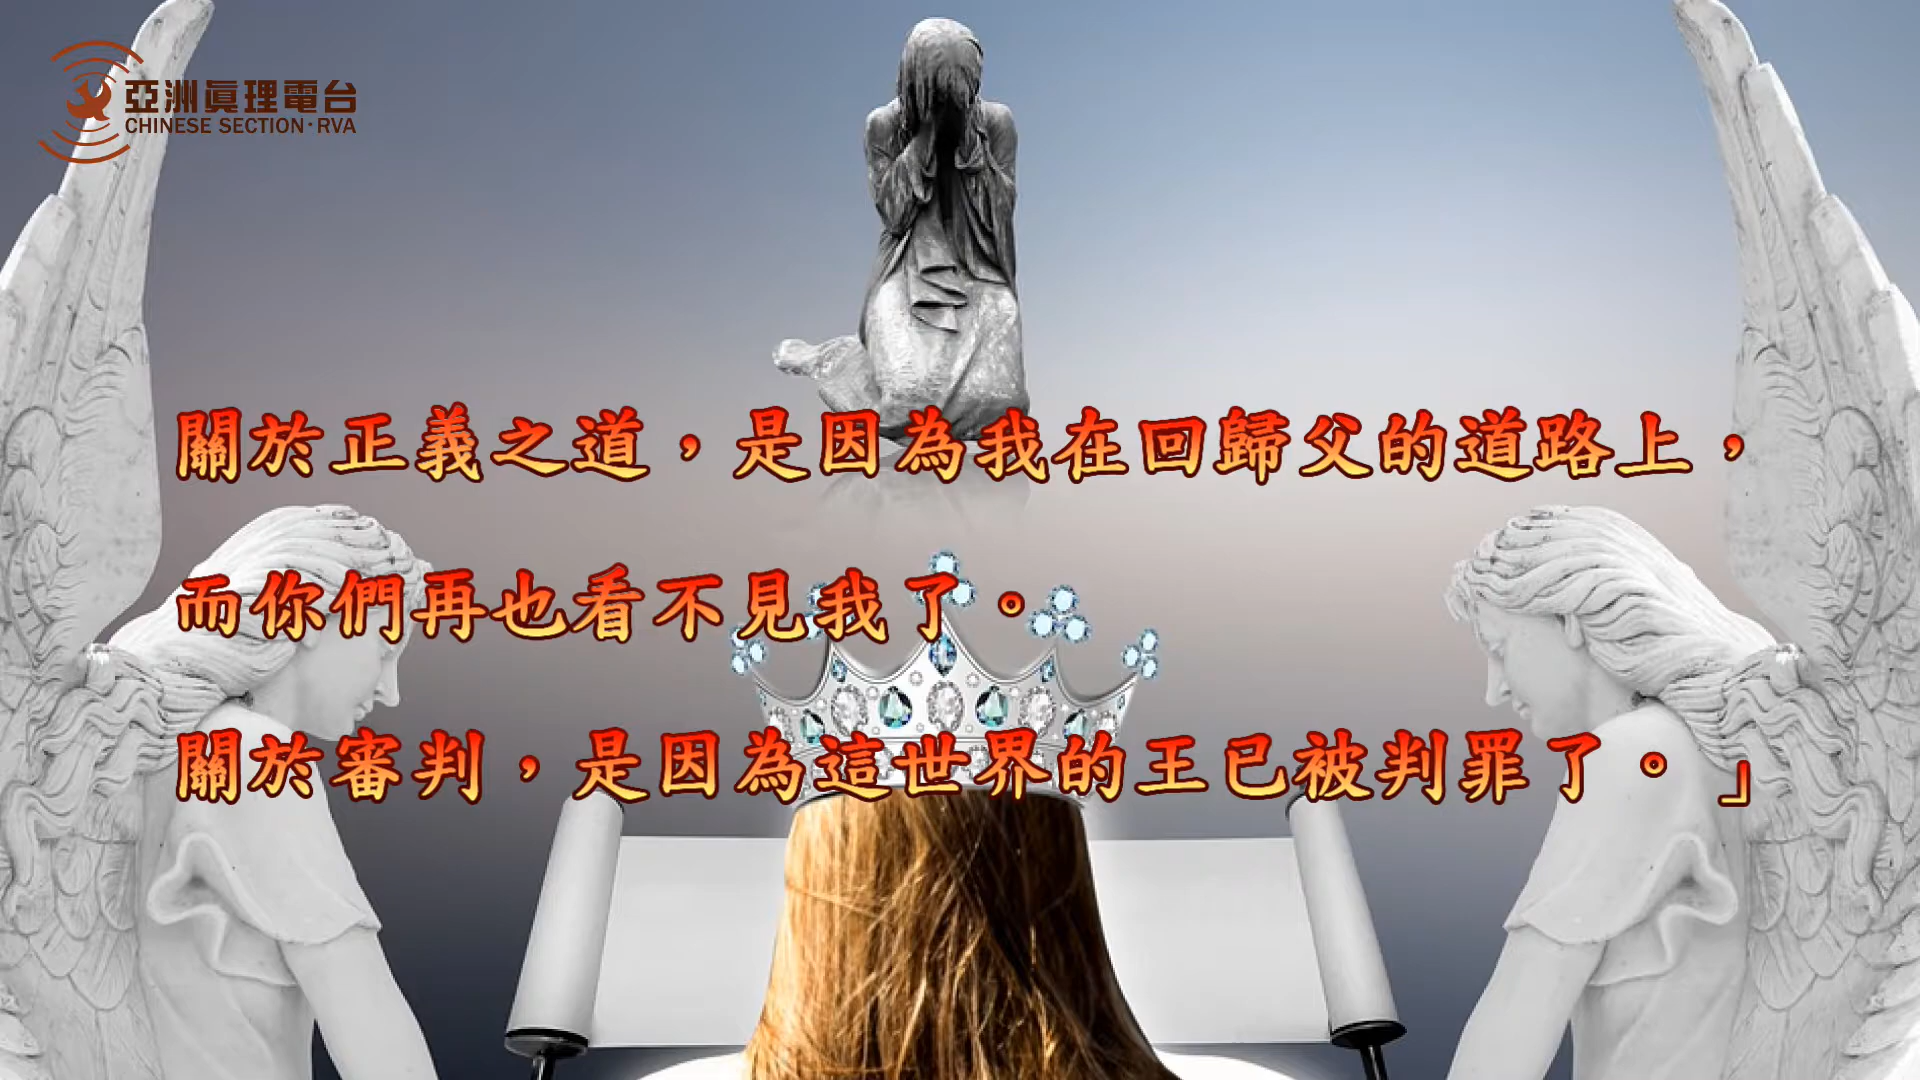 亞洲眞理電台
CHINESE SECTION·RVA
關於正義之道，是因為我在回歸父的道路上，
而你們再也看不見我了。
關於審判，是因為這世界的王已被判罪了。」